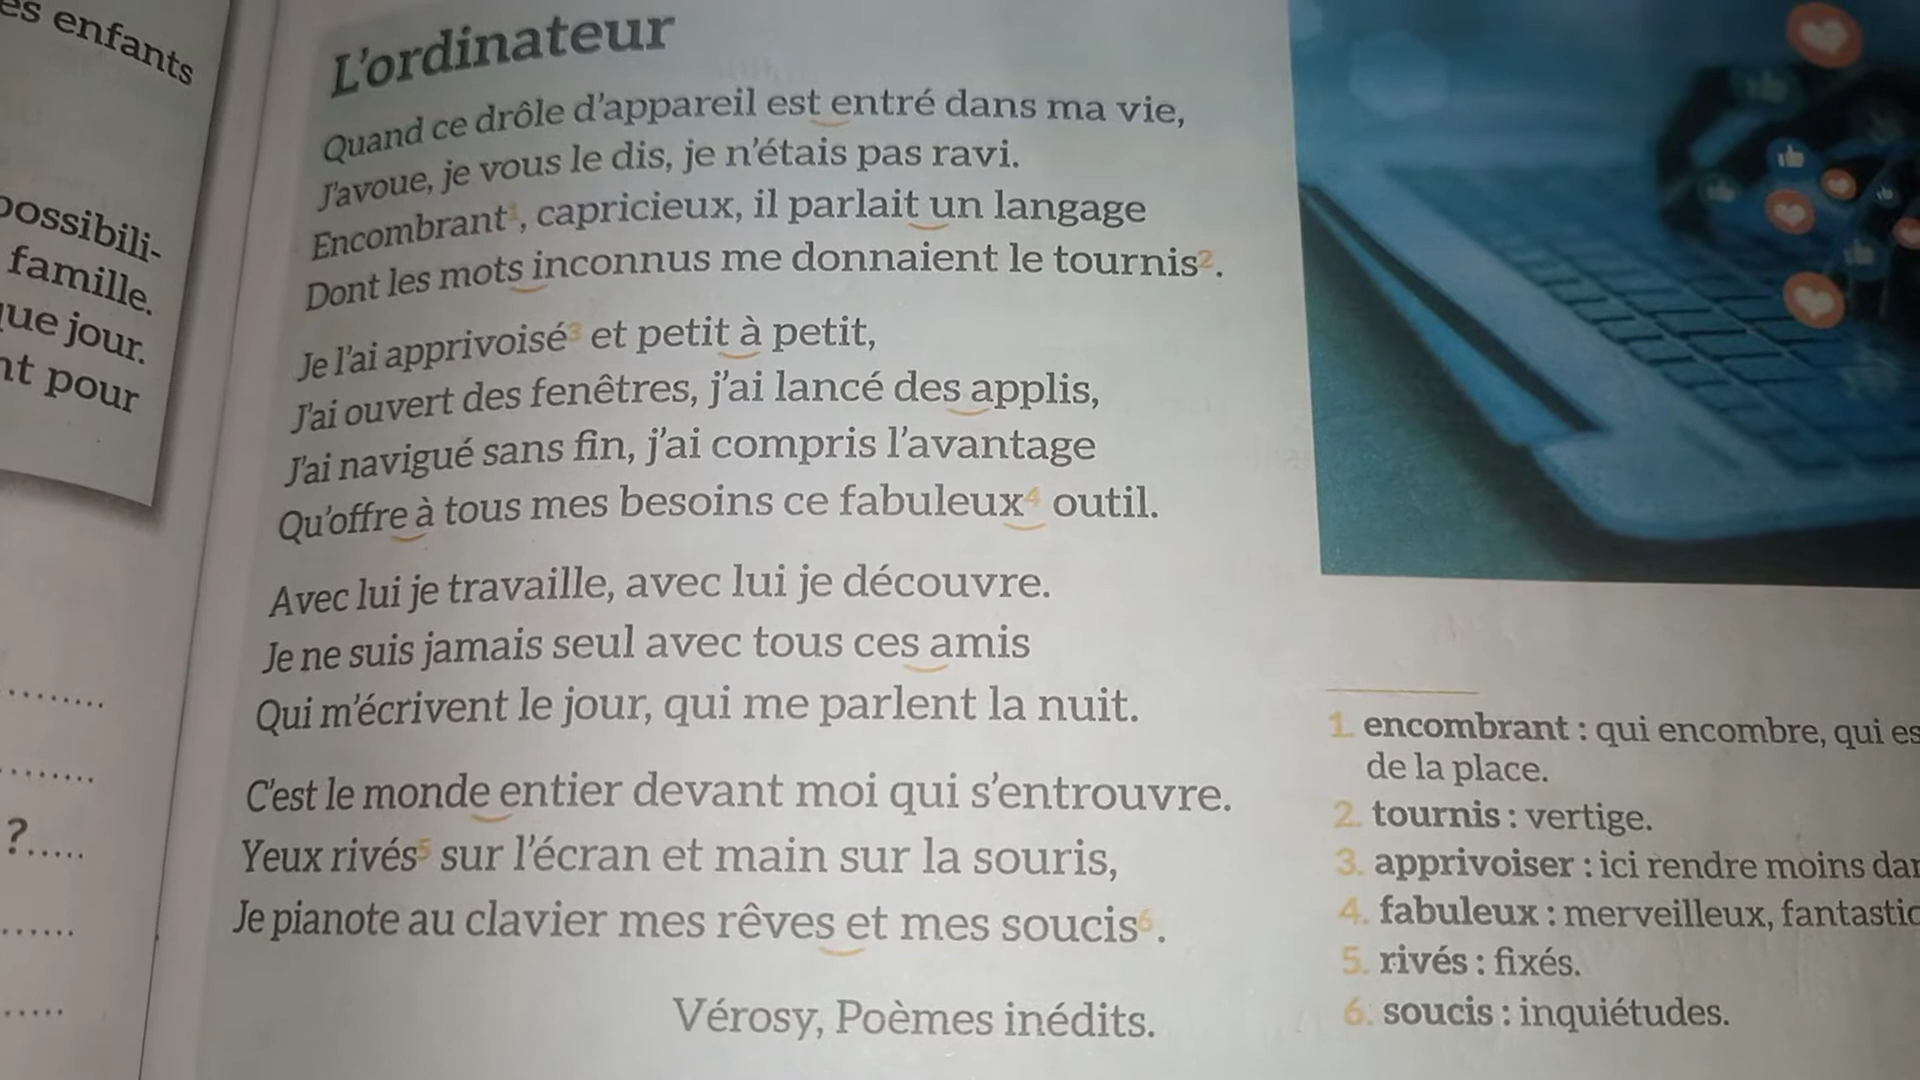 es enfants
possibili-
famille.
que jour.
nt pour
?.....
L'ordinateur
Quand ce drôle d'appareil est entré dans ma vie,
J'avoue, je vous le dis, je n'étais pas ravi.
Encombrant¹, capricieux, il parlait un langage
Dont les mots inconnus me donnaient le tournis².
Je l'ai apprivoisé³ et petit à petit,
J'ai ouvert des fenêtres, j'ai lancé des applis,
J'ai navigué sans fin, j'ai compris l'avantage
Qu'offre à tous mes besoins ce fabuleux⁴ outil.
Avec lui je travaille, avec lui je découvre.
Je ne suis jamais seul avec tous ces amis
Qui m'écrivent le jour, qui me parlent la nuit.
C'est le monde entier devant moi qui s'entrouvre.
Yeux rivés⁵ sur l'écran et main sur la souris,
Je pianote au clavier mes rêves et mes soucis⁶.
Vérosy, Poèmes inédits.
1. encombrant : qui encombre, qui es
de la place.
2. tournis : vertige.
3. apprivoiser : ici rendre moins dan
4. fabuleux : merveilleux, fantastic
5. rivés : fixés.
6. soucis : inquiétudes.